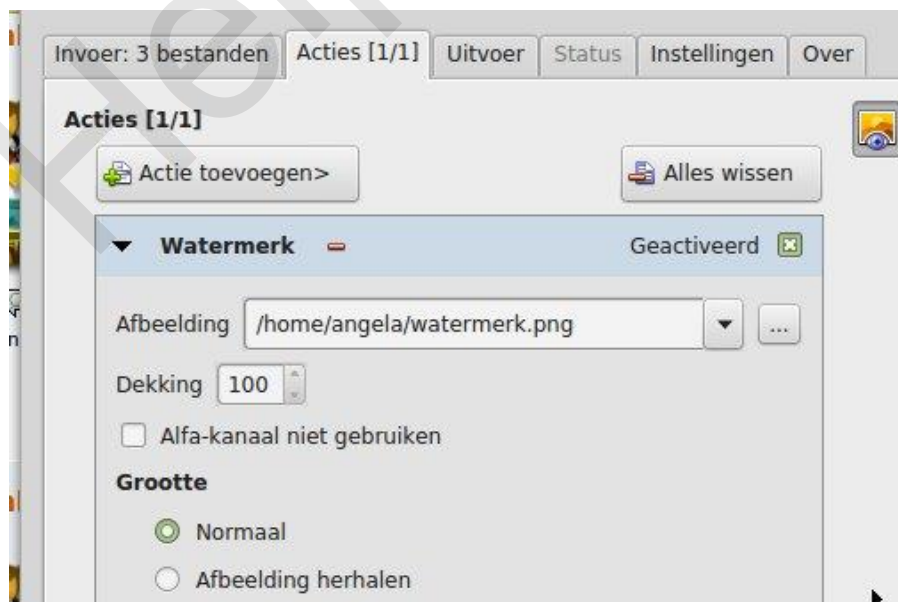 Invoer: 3 bestanden Acties [1/1] Uitvoer Status Instellingen Over
Acties [1/1]
Actie toevoegen> Alles wissen
Watermerk Geactiveerd
Afbeelding /home/angela/watermerk.png ...
Dekking 100
Alfa-kanaal niet gebruiken
Grootte
Normaal
Afbeelding herhalen